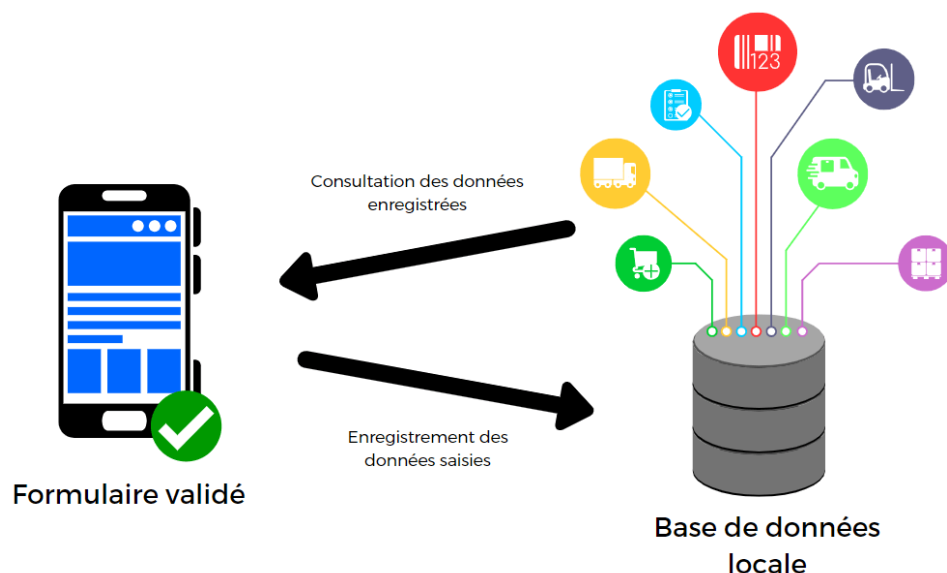 123
Consultation des données
enregistrées
Enregistrement des
données saisies
Formulaire validé
Base de données
locale